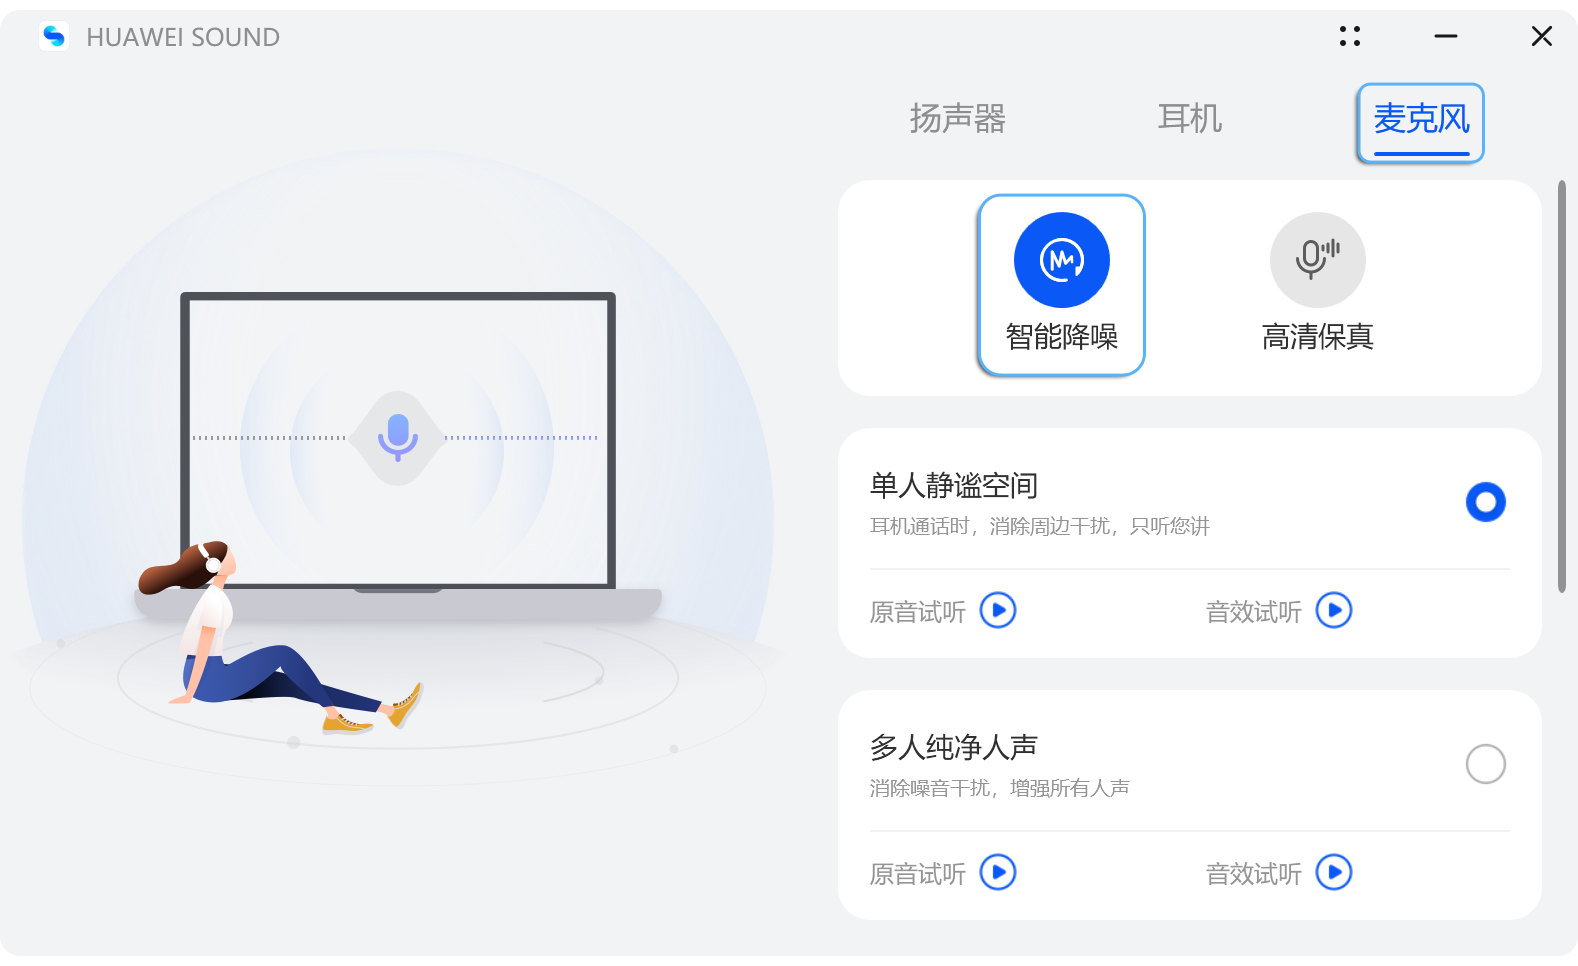 HUAWEI SOUND
扬声器
耳机
麦克风
智能降噪
高清保真
单人静谧空间
耳机通话时，消除周边干扰，只听您讲
原音试听
音效试听
多人纯净人声
消除噪音干扰，增强所有人声
原音试听
音效试听